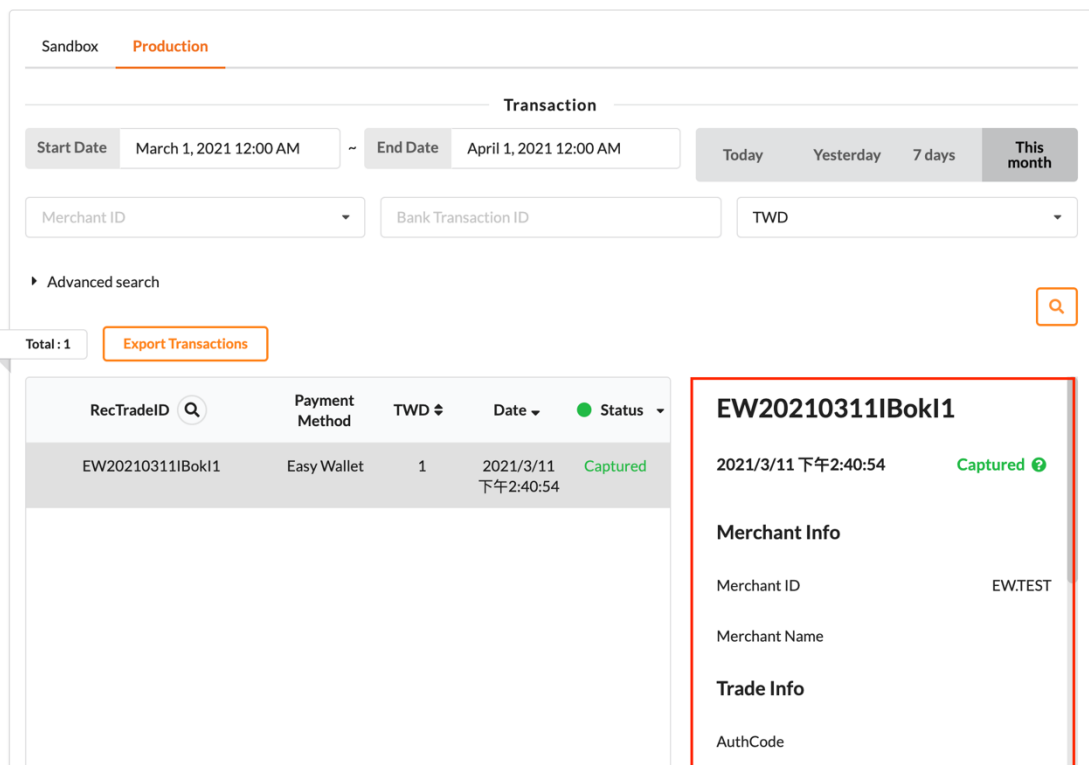 Sandbox Production
Transaction
Start Date March 1, 2021 12:00 AM ~ End Date April 1, 2021 12:00 AM Today Yesterday 7 days This month
Merchant ID Bank Transaction ID TWD
Advanced search
Total : 1 Export Transactions
RecTradeID Payment Method TWD Date Status
EW20210311IBokI1 Easy Wallet 1 2021/3/11 下午2:40:54 Captured
EW20210311IBokI1
2021/3/11 下午2:40:54 Captured
Merchant Info
Merchant ID EW.TEST
Merchant Name
Trade Info
AuthCode